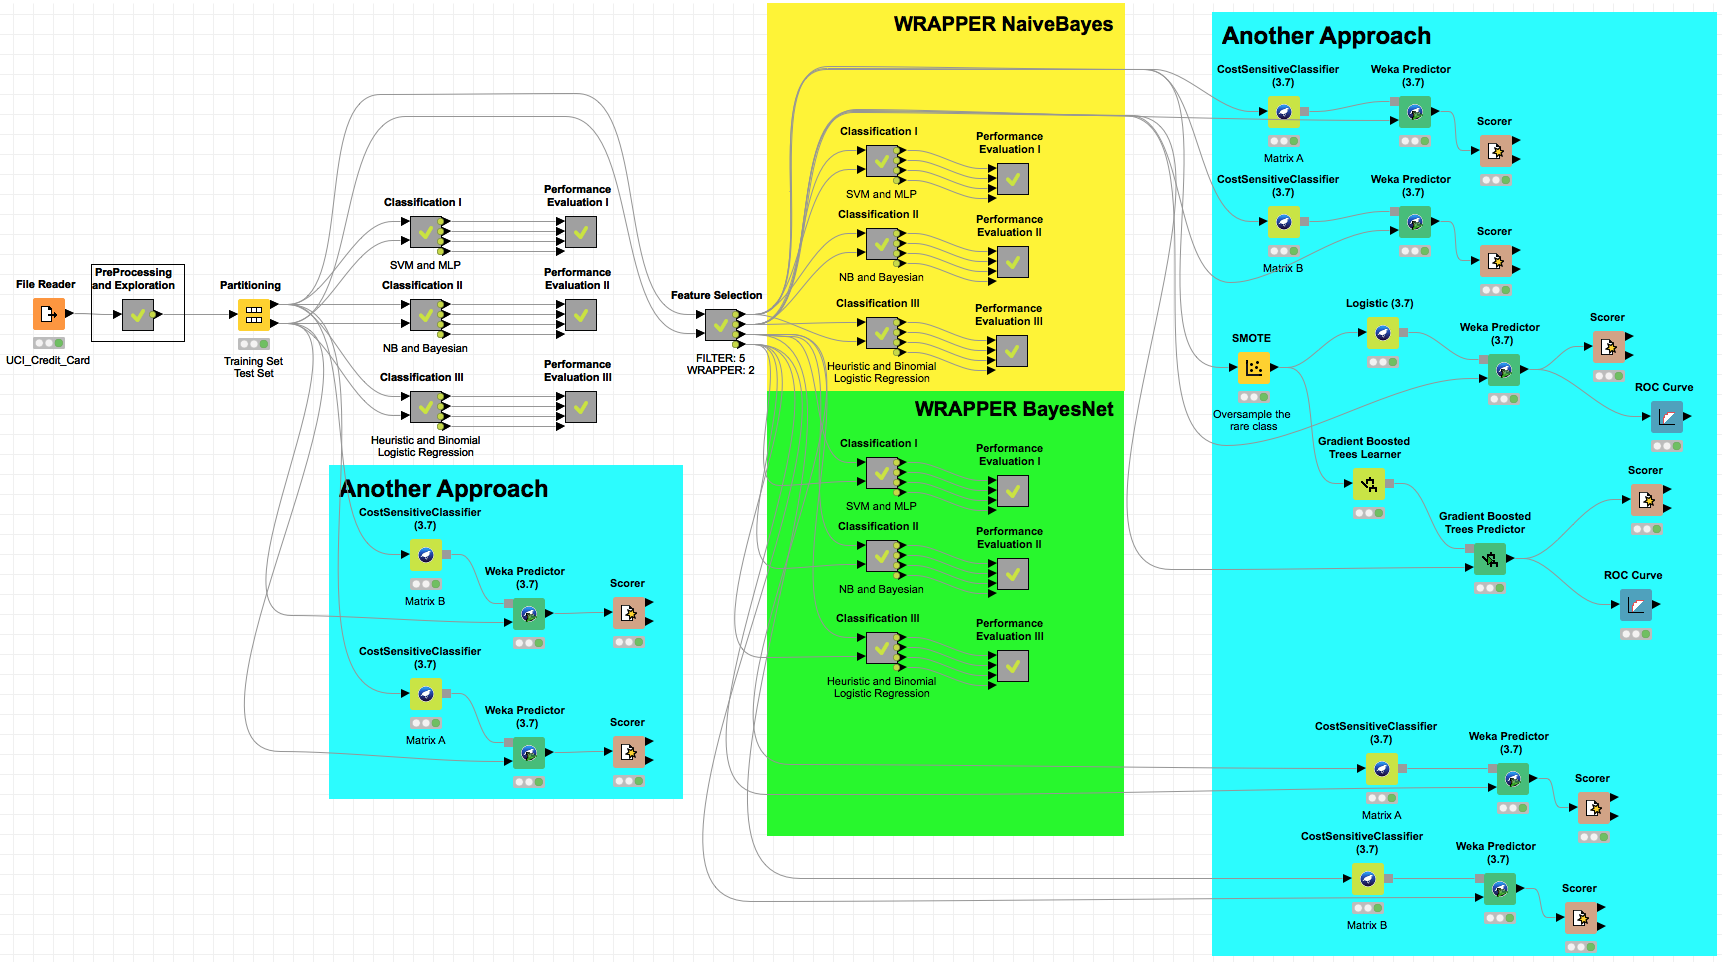 File Reader
UCI_Credit_Card
PreProcessing
and Exploration
Partitioning
Training Set
Test Set
Classification I
SVM and MLP
Performance
Evaluation I
Classification II
NB and Bayesian
Performance
Evaluation II
Classification III
Heuristic and Binomial
Logistic Regression
Performance
Evaluation III
Another Approach
CostSensitiveClassifier
(3.7)
Matrix B
Weka Predictor
(3.7)
Scorer
CostSensitiveClassifier
(3.7)
Matrix A
Weka Predictor
(3.7)
Scorer
Feature Selection
FILTER: 5
WRAPPER: 2
WRAPPER NaiveBayes
Classification I
SVM and MLP
Performance
Evaluation I
Classification II
NB and Bayesian
Performance
Evaluation II
Classification III
Heuristic and Binomial
Logistic Regression
Performance
Evaluation III
WRAPPER BayesNet
Classification I
SVM and MLP
Performance
Evaluation I
Classification II
NB and Bayesian
Performance
Evaluation II
Classification III
Heuristic and Binomial
Logistic Regression
Performance
Evaluation III
Another Approach
CostSensitiveClassifier
(3.7)
Matrix A
Weka Predictor
(3.7)
Scorer
CostSensitiveClassifier
(3.7)
Matrix B
Weka Predictor
(3.7)
Scorer
SMOTE
Oversample the
rare class
Logistic (3.7)
Weka Predictor
(3.7)
Scorer
ROC Curve
Gradient Boosted
Trees Learner
Gradient Boosted
Trees Predictor
Scorer
ROC Curve
CostSensitiveClassifier
(3.7)
Matrix A
Weka Predictor
(3.7)
Scorer
CostSensitiveClassifier
(3.7)
Matrix B
Weka Predictor
(3.7)
Scorer